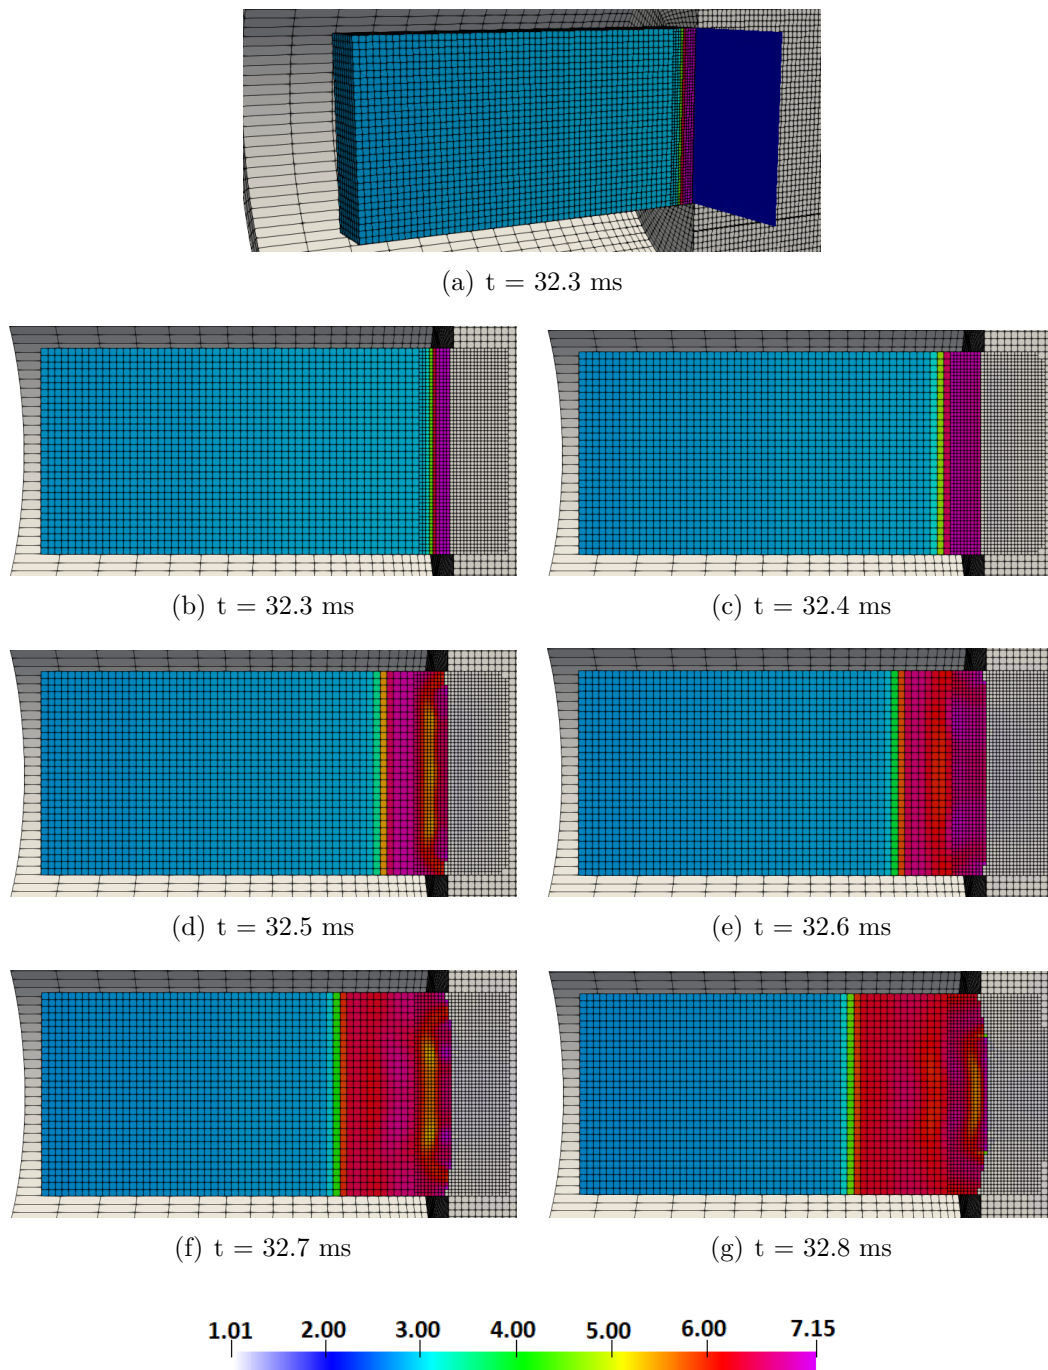 (a) t = 32.3 ms
(b) t = 32.3 ms
(c) t = 32.4 ms
(d) t = 32.5 ms
(e) t = 32.6 ms
(f) t = 32.7 ms
(g) t = 32.8 ms
1.01 2.00 3.00 4.00 5.00 6.00 7.15